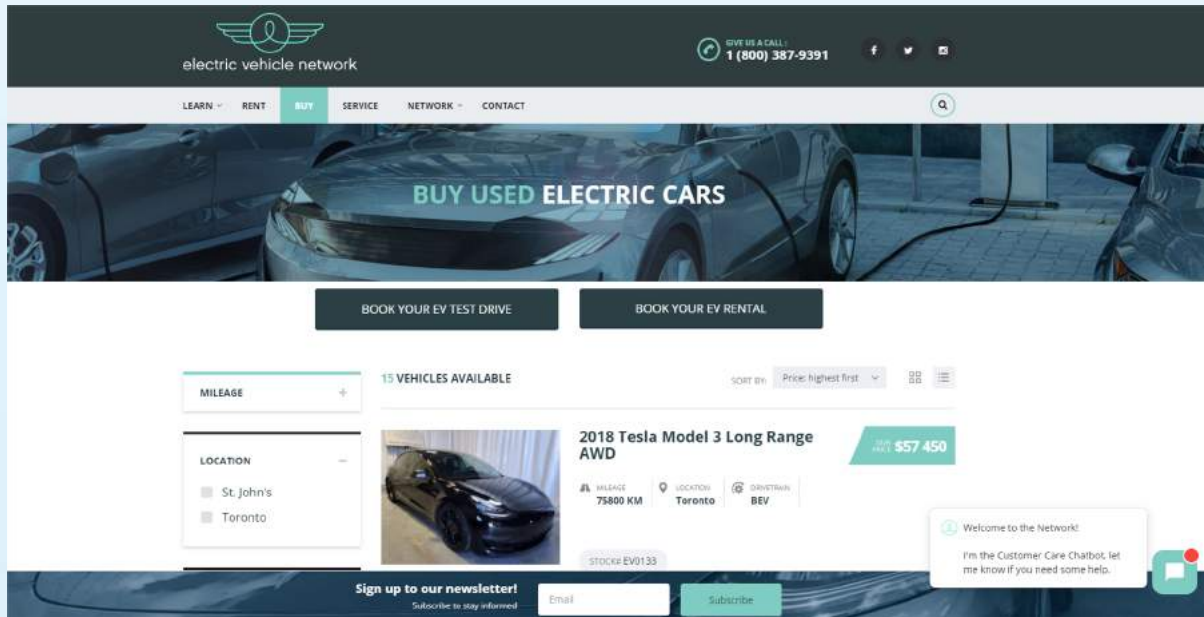 electric vehicle network
GIVE US A CALL:
1 (800) 387-9391
LEARN RENT BUY SERVICE NETWORK CONTACT
BUY USED ELECTRIC CARS
BOOK YOUR EV TEST DRIVE
BOOK YOUR EV RENTAL
MILEAGE
LOCATION
St. John's
Toronto
15 VEHICLES AVAILABLE
SORT BY: Price: highest first
2018 Tesla Model 3 Long Range
AWD
OUR
PRICE $57 450
MILEAGE
75800 KM
LOCATION
Toronto
DRIVETRAIN
BEV
STOCK# EV0133
Welcome to the Network!
I'm the Customer Care Chatbot, let
me know if you need some help.
Sign up to our newsletter!
Subscribe to stay informed
Email
Subscribe